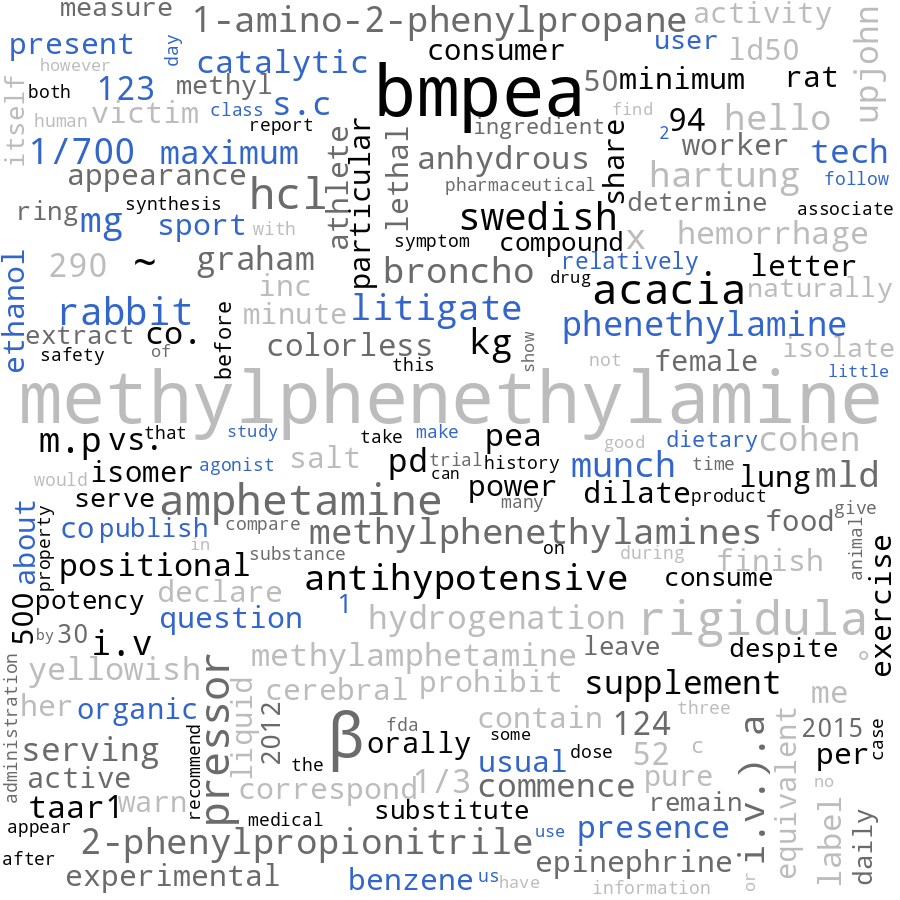 measure
1-amino-2-phenylpropane
activity
present
day
catalytic
consumer
user
ld50
upjohn
however
both
123
methyl
bmpea
50
minimum
rat
itself
human
victim
class
s.c
report
ingredient
find
2
94
hello
1/700
maximum
athlete
particular
lethal
anhydrous
share
worker
tech
appearance
hcl
pharmaceutical
hartung
follow
ring
mg
synthesis
sport
with
swedish
determine
associate
symptom
compound
x
hemorrhage
290
~
graham
broncho
drug
relatively
letter
ethanol
inc
acacia
naturally
rabbit
minute
litigate
phenethylamine
extract
co.
before
colorless
kg
show
isolate
safety
of
this
not
female
little
methylphenethylamine
m.p
vs.
that
study
take
make
pea
good
dietary
cohen
would
isomer
agonist
salt
pd
trial
can
history
munch
time
lung
mld
serve
amphetamine
power
many
dilate
product
give
about
property
co
publish
compare
methylphenethylamines
food
animal
in
substance
on
during
finish
positional
antihypotensive
consume
exercise
500
potency
declare
question
1
hydrogenation
rigidula
by
30
i.v
leave
despite
o
administration
yellowish
pressor
methylamphetamine
her
organic
liquid
cerebral
prohibit
supplement
me
2012
β
fda
contain
124
three
i.v.).a
equivalent
2015
case
serving
recommend
the
orally
some
usual
dose
52
c
per
active
correspond
1/3
commence
pure
no
taar1
warn
medical
substitute
remain
label
daily
appear
2-phenylpropionitrile
use
presence
after
experimental
benzene
us
have
epinephrine
information
or